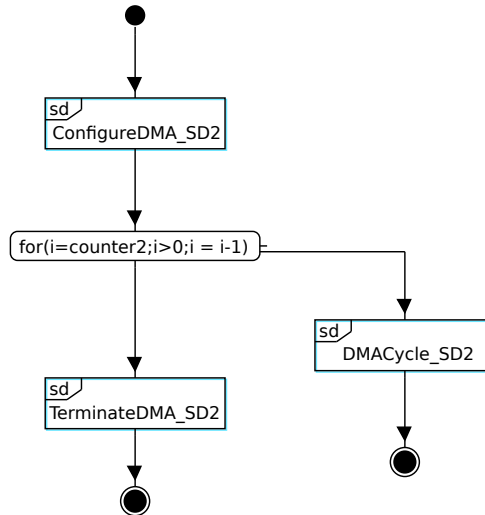 sd
ConfigureDMA_SD2
for(i=counter2;i>0;i = i-1)
sd
DMACycle_SD2
sd
TerminateDMA_SD2